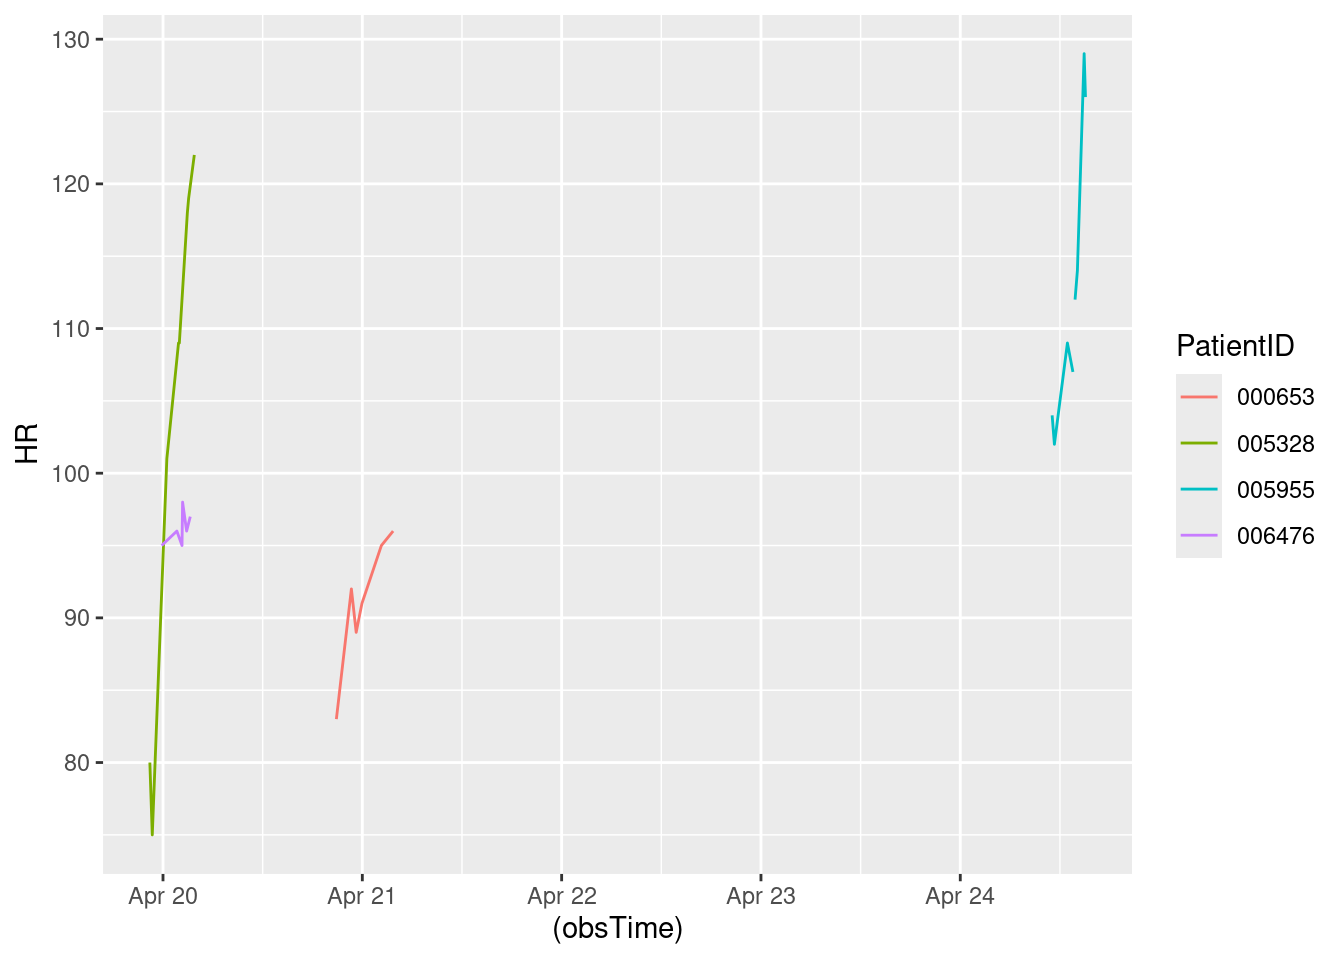 130
120
110
100
90
80
HR
Apr 20
Apr 21
Apr 22
Apr 23
Apr 24
(obsTime)
PatientID
000653
005328
005955
006476